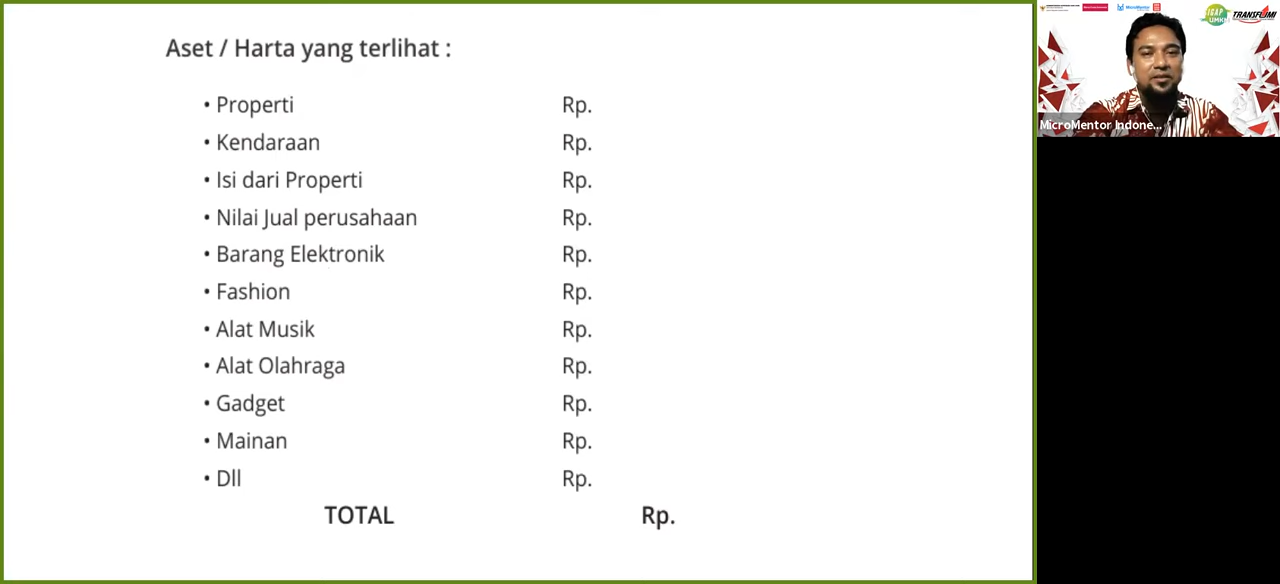 Aset / Harta yang terlihat :
• Properti Rp.
• Kendaraan Rp.
• Isi dari Properti Rp.
• Nilai Jual perusahaan Rp.
• Barang Elektronik Rp.
• Fashion Rp.
• Alat Musik Rp.
• Alat Olahraga Rp.
• Gadget Rp.
• Mainan Rp.
• Dll Rp.
TOTAL Rp.
MicroMentor
TRANSFORMI
MicroMentor Indone...